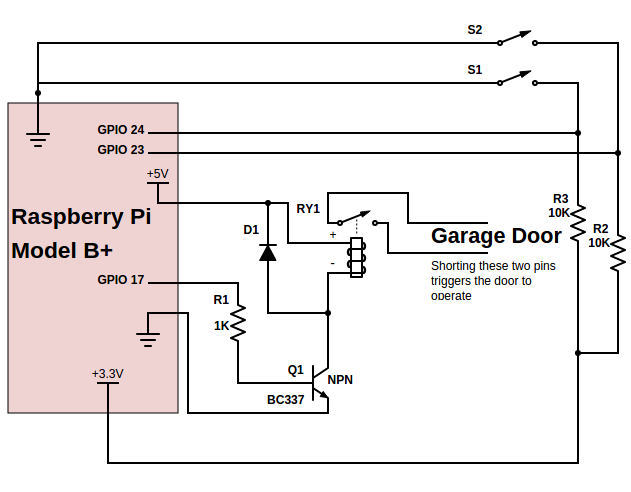 S2
S1
GPIO 24
GPIO 23
+5V
R3
10K
RY1
Raspberry Pi
D1
R2
+
Garage Door
10K
Model B+
-
Shorting these two pins
GPIO 17
triggers the door to
operate
R1
1K
+3.3V
Q1
NPN
BC337